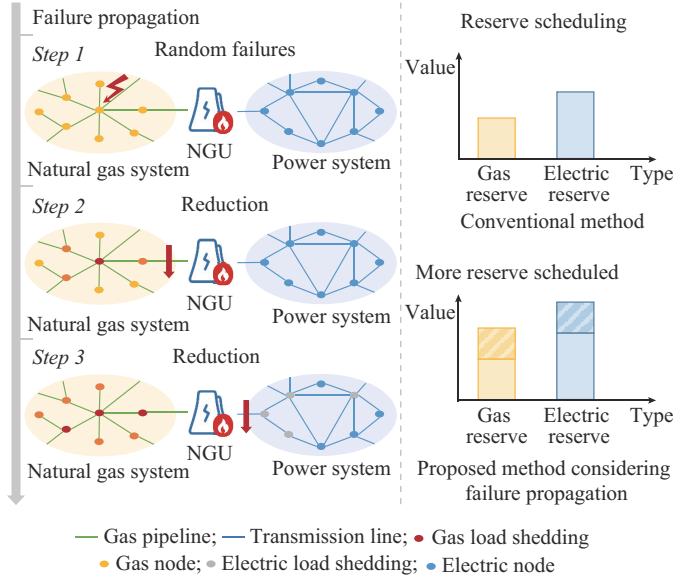 Failure propagation
Step 1
Random failures
NGU
Natural gas system
Power system
Step 2
Reduction
NGU
Natural gas system
Power system
Step 3
Reduction
NGU
Natural gas system
Power system
Reserve scheduling
Value
Gas reserve
Electric reserve
Type
Conventional method
More reserve scheduled
Value
Gas reserve
Electric reserve
Type
Proposed method considering
failure propagation
Gas pipeline; Transmission line; Gas load shedding
Gas node; Electric load shedding; Electric node